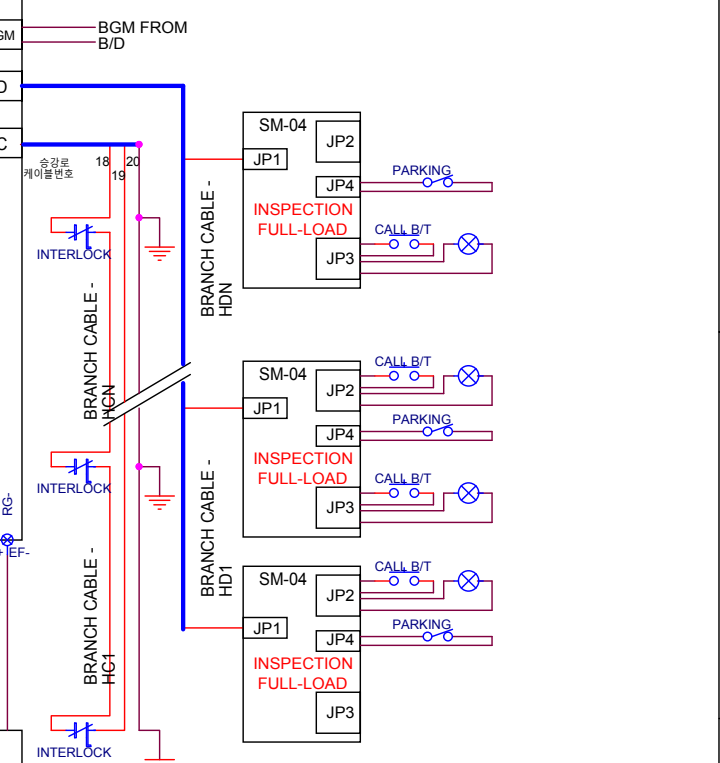 GM
BGM FROM
B/D
D
C
승강로
케이블번호
18
19
20
INTERLOCK
BRANCH CABLE -
HCN
INTERLOCK
BRANCH CABLE -
HC1
INTERLOCK
RG-
+ EF-
BRANCH CABLE -
HDN
BRANCH CABLE -
HD1
SM-04
JP2
JP1
JP4
PARKING
INSPECTION
FULL-LOAD
CALL B/T
JP3
SM-04
CALL B/T
JP2
JP1
JP4
PARKING
INSPECTION
FULL-LOAD
CALL B/T
JP3
SM-04
CALL B/T
JP2
JP1
JP4
PARKING
INSPECTION
FULL-LOAD
JP3